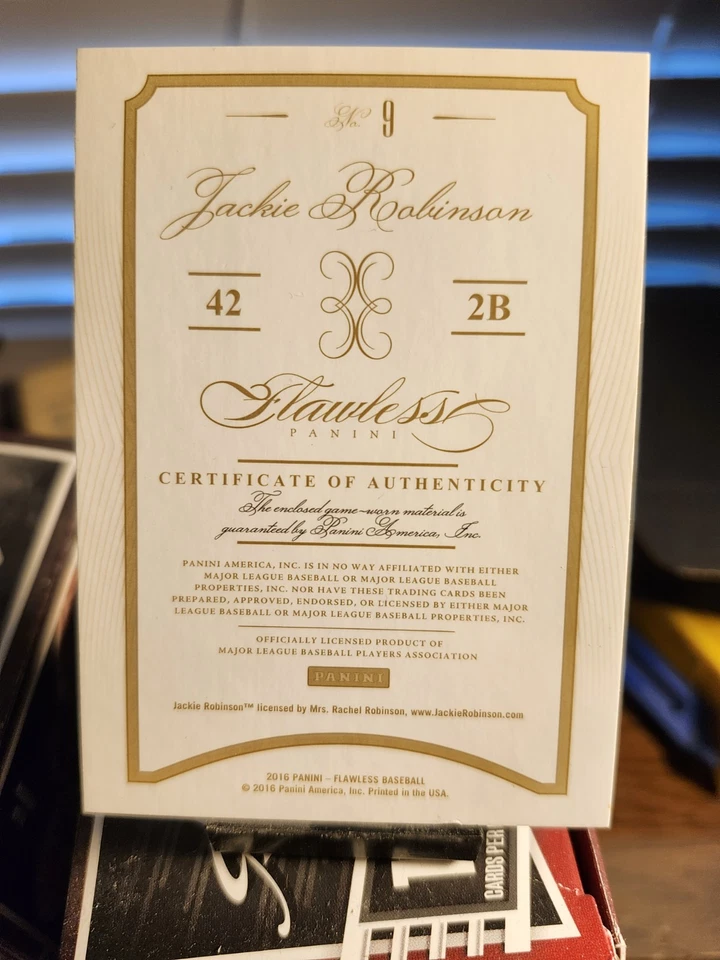 No. 9
Jackie Robinson
42
2B
Flawless
PANINI
CERTIFICATE OF AUTHENTICITY
The enclosed game-worn material is
guaranteed by Panini America, Inc.
PANINI AMERICA, INC. IS IN NO WAY AFFILIATED WITH EITHER
MAJOR LEAGUE BASEBALL OR MAJOR LEAGUE BASEBALL
PROPERTIES, INC. NOR HAVE THESE TRADING CARDS BEEN
PREPARED, APPROVED, ENDORSED, OR LICENSED BY EITHER MAJOR
LEAGUE BASEBALL OR MAJOR LEAGUE BASEBALL PROPERTIES, INC.
OFFICIALLY LICENSED PRODUCT OF
MAJOR LEAGUE BASEBALL PLAYERS ASSOCIATION
PANINI
Jackie Robinson™ licensed by Mrs. Rachel Robinson, www.JackieRobinson.com
2016 PANINI – FLAWLESS BASEBALL
© 2016 Panini America, Inc. Printed in the USA.
CARDS PER